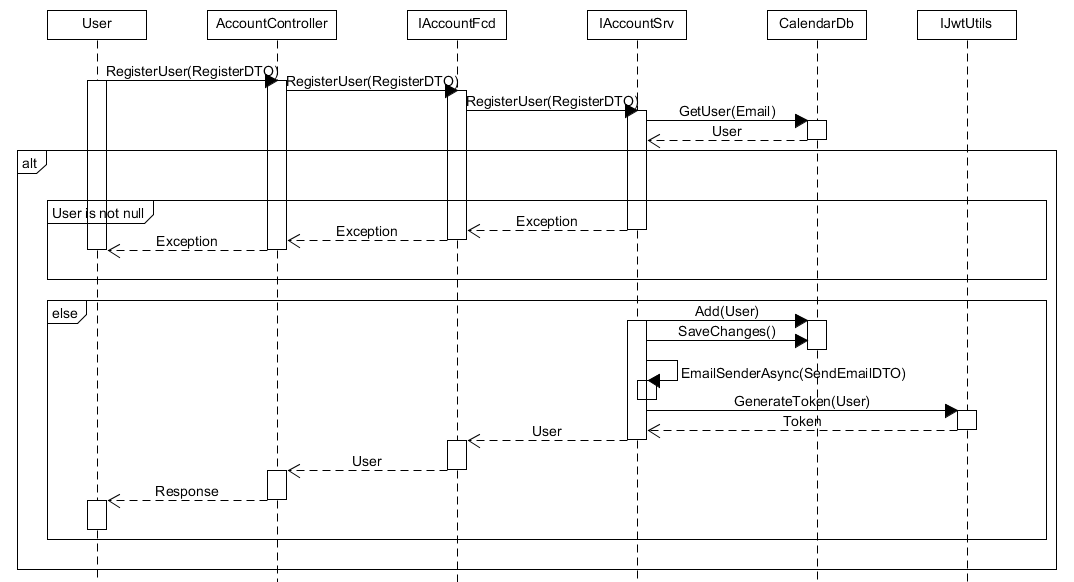 User
AccountController
IAccountFcd
IAccountSrv
CalendarDb
IJwtUtils
RegisterUser(RegisterDTO)
RegisterUser(RegisterDTO)
RegisterUser(RegisterDTO)
GetUser(Email)
User
alt
User is not null
Exception
Exception
Exception
else
Add(User)
SaveChanges()
EmailSenderAsync(SendEmailDTO)
GenerateToken(User)
Token
User
User
Response